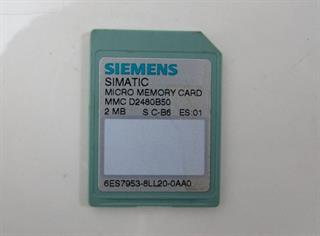 SIEMENS
SIMATIC
MICRO MEMORY CARD
MMC D2480B50
2 MB S C-B6 ES:01
6ES7953-8LL20-0AA0